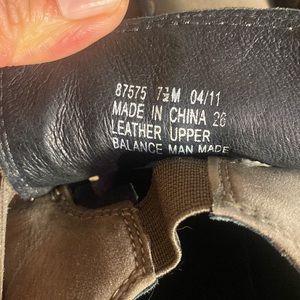 87575 7½M 04/11
MADE IN CHINA 26
LEATHER UPPER
BALANCE MAN MADE